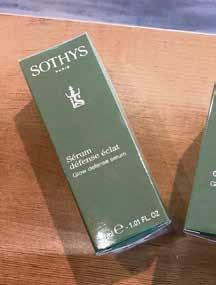 SOTHYS
PARIS
Sérum
défense éclat
Glow defense serum
℮ - 1.01 FL. OZ